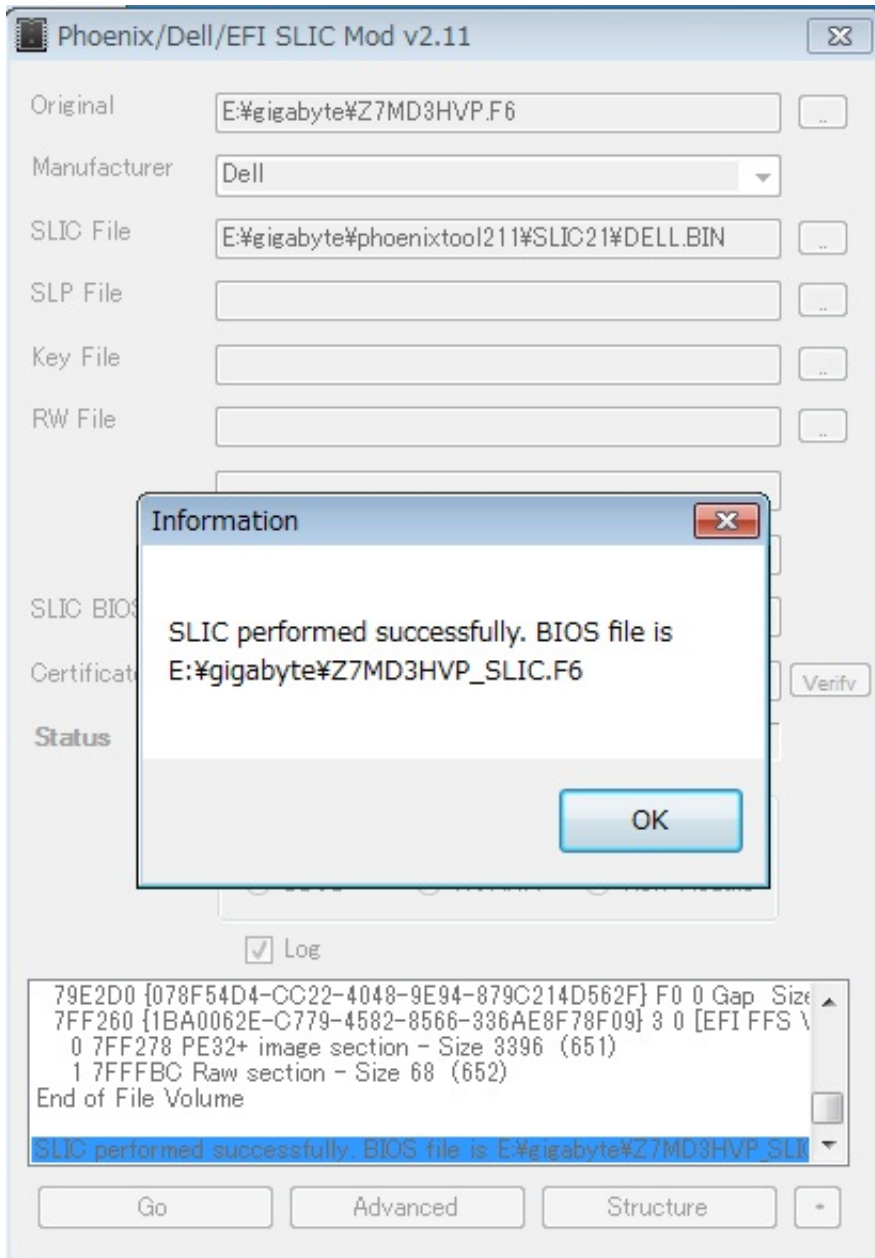 Phoenix/Dell/EFI SLIC Mod v2.11
Original
E:¥gigabyte¥Z7MD3HVP.F6
..
Manufacturer
Dell
SLIC File
E:¥gigabyte¥phoenixtool211¥SLIC21¥DELL.BIN
..
SLP File
..
Key File
..
RW File
..
Information
SLIC performed successfully. BIOS file is
E:¥gigabyte¥Z7MD3HVP_SLIC.F6
OK
SLIC BIOS
Certificat
Verify
Status
Log
79E2D0 {078F54D4-CC22-4048-9E94-879C214D562F} F0 0 Gap Size
7FF260 {1BA0062E-C779-4582-8566-336AE8F78F09} 3 0 [EFI FFS
0 7FF278 PE32+ image section - Size 3396 (651)
1 7FFFBC Raw section - Size 68 (652)
End of File Volume
SLIC performed successfully. BIOS file is E:¥gigabyte¥Z7MD3HVP_SLI
Go
Advanced
Structure
*